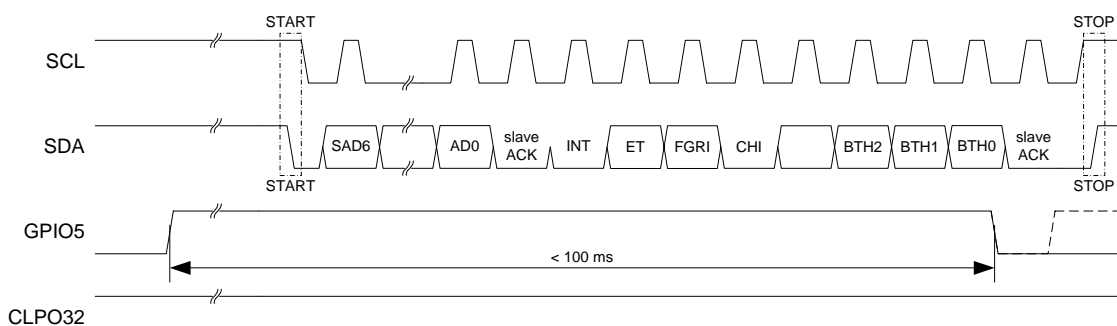 START STOP
SCL
SDA SAD6 AD0 slave ACK INT ET FGRI CHI BTH2 BTH1 BTH0 slave ACK
START STOP
GPIO5
< 100 ms
CLPO32